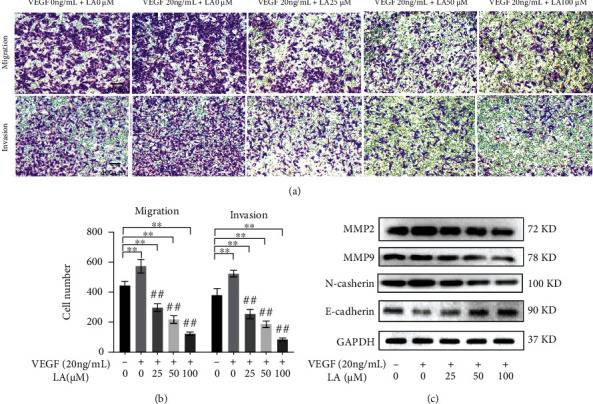 VEGF 0ng/mL + LA0 μM VEGF 20ng/mL + LA0 μM VEGF 20ng/mL + LA25 μM VEGF 20ng/mL + LA50 μM VEGF 20ng/mL + LA100 μM
Migration
Invasion
(a)
Migration Invasion
** **
** **
** **
** **
800
600
400
200
0
Cell number
## ## ## ## ## ##
VEGF (20ng/mL) − + + + + − + + + +
LA(μM) 0 0 25 50 100 0 0 25 50 100
(b)
MMP2 72 KD
MMP9 78 KD
N-casherin 100 KD
E-cadherin 90 KD
GAPDH 37 KD
VEGF (20ng/mL) − + + + +
LA (μM) 0 0 25 50 100
(c)